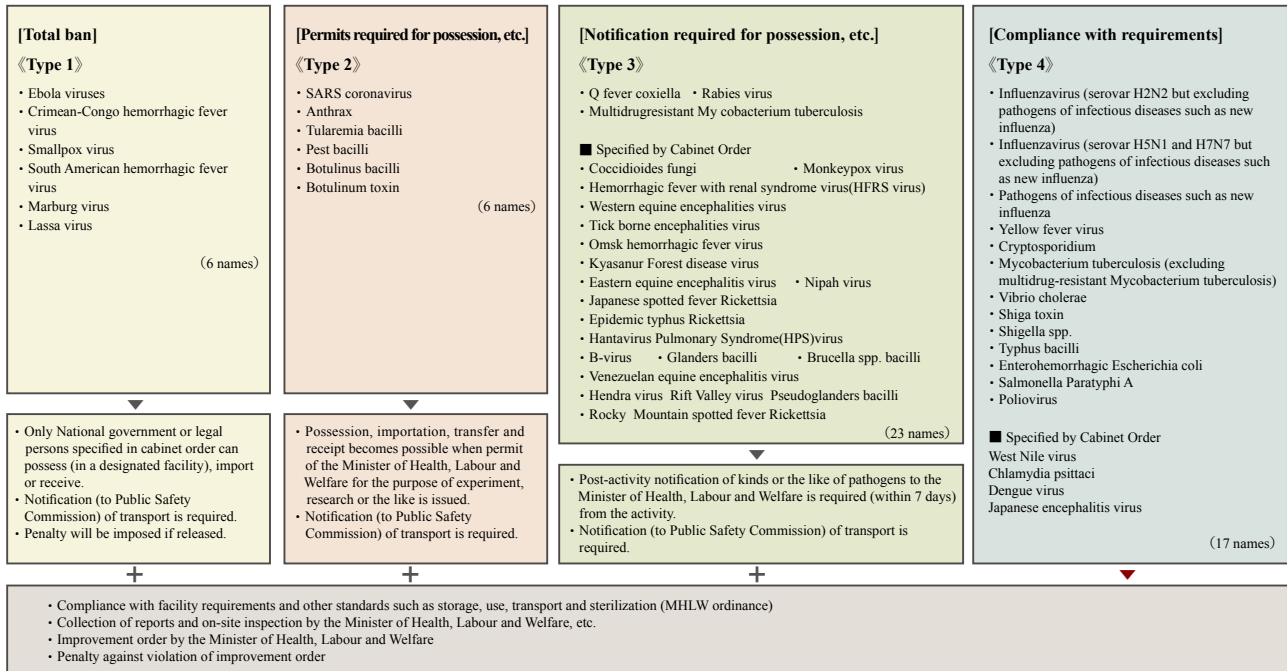 [Total ban]
《Type 1》
・Ebola viruses
・Crimean-Congo hemorrhagic fever
virus
・Smallpox virus
・South American hemorrhagic fever
virus
・Marburg virus
・Lassa virus
(6 names)
・Only National government or legal
persons specified in cabinet order can
possess (in a designated facility), import
or receive.
・Notification (to Public Safety
Commission) of transport is required.
・Penalty will be imposed if released.
[Permits required for possession, etc.]
《Type 2》
・SARS coronavirus
・Anthrax
・Tularemia bacilli
・Pest bacilli
・Botulinus bacilli
・Botulinum toxin
(6 names)
・Possession, importation, transfer and
receipt becomes possible when permit
of the Minister of Health, Labour and
Welfare for the purpose of experiment,
research or the like is issued.
・Notification (to Public Safety
Commission) of transport is required.
[Notification required for possession, etc.]
《Type 3》
・Q fever coxiella ・Rabies virus
・Multidrugresistant My cobacterium tuberculosis
■ Specified by Cabinet Order
・Coccidioides fungi ・Monkeypox virus
・Hemorrhagic fever with renal syndrome virus(HFRS virus)
・Western equine encephalities virus
・Tick borne encephalities virus
・Omsk hemorrhagic fever virus
・Kyasanur Forest disease virus
・Eastern equine encephalitis virus ・Nipah virus
・Japanese spotted fever Rickettsia
・Epidemic typhus Rickettsia
・Hantavirus Pulmonary Syndrome(HPS)virus
・B-virus ・Glanders bacilli ・Brucella spp. bacilli
・Venezuelan equine encephalitis virus
・Hendra virus Rift Valley virus Pseudoglanders bacilli
・Rocky Mountain spotted fever Rickettsia
(23 names)
・Post-activity notification of kinds or the like of pathogens to the
Minister of Health, Labour and Welfare is required (within 7 days)
from the activity.
・Notification (to Public Safety Commission) of transport is
required.
[Compliance with requirements]
《Type 4》
・Influenzavirus (serovar H2N2 but excluding
pathogens of infectious diseases such as new
influenza)
・Influenzavirus (serovar H5N1 and H7N7 but
excluding pathogens of infectious diseases such
as new influenza)
・Pathogens of infectious diseases such as new
influenza
・Yellow fever virus
・Cryptosporidium
・Mycobacterium tuberculosis (excluding
multidrug-resistant Mycobacterium tuberculosis)
・Vibrio cholerae
・Shiga toxin
・Shigella spp.
・Typhus bacilli
・Enterohemorrhagic Escherichia coli
・Salmonella Paratyphi A
・Poliovirus
■ Specified by Cabinet Order
West Nile virus
Chlamydia psittaci
Dengue virus
Japanese encephalitis virus
(17 names)
+ + +
・Compliance with facility requirements and other standards such as storage, use, transport and sterilization (MHLW ordinance)
・Collection of reports and on-site inspection by the Minister of Health, Labour and Welfare, etc.
・Improvement order by the Minister of Health, Labour and Welfare
・Penalty against violation of improvement order